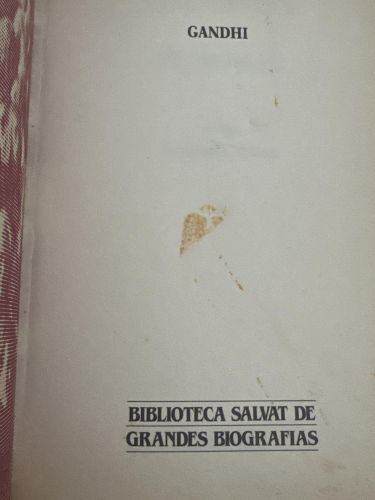 GANDHI
BIBLIOTECA SALVAT DE
GRANDES BIOGRAFIAS